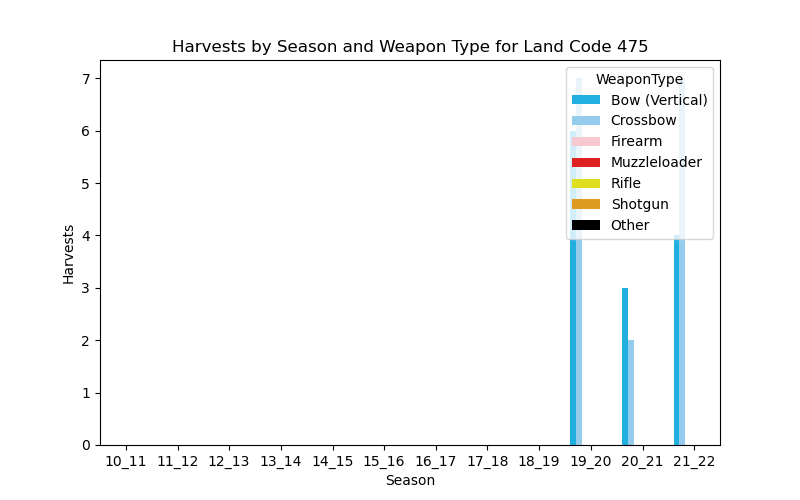 Harvests by Season and Weapon Type for Land Code 475
7
6
5
4
3
2
1
0
Harvests
WeaponType
Bow (Vertical)
Crossbow
Firearm
Muzzleloader
Rifle
Shotgun
Other
10_11 11_12 12_13 13_14 14_15 15_16 16_17 17_18 18_19 19_20 20_21 21_22
Season